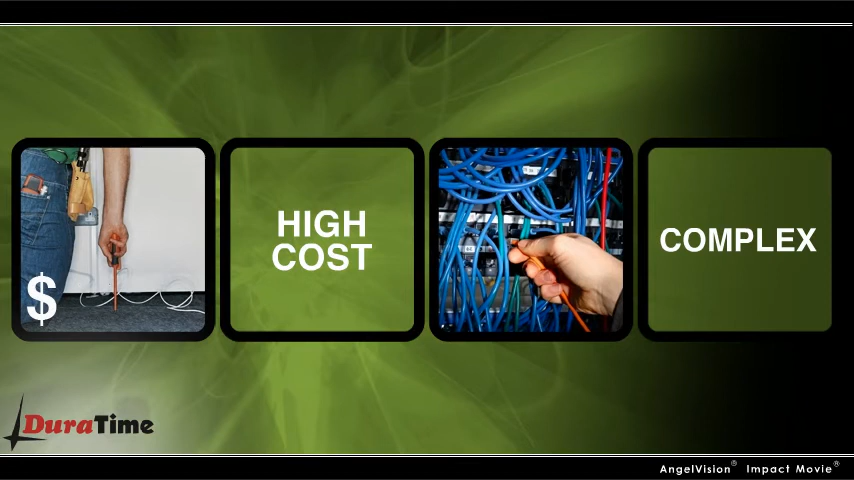 $
HIGH
COST
COMPLEX
DuraTime
AngelVision® Impact Movie®